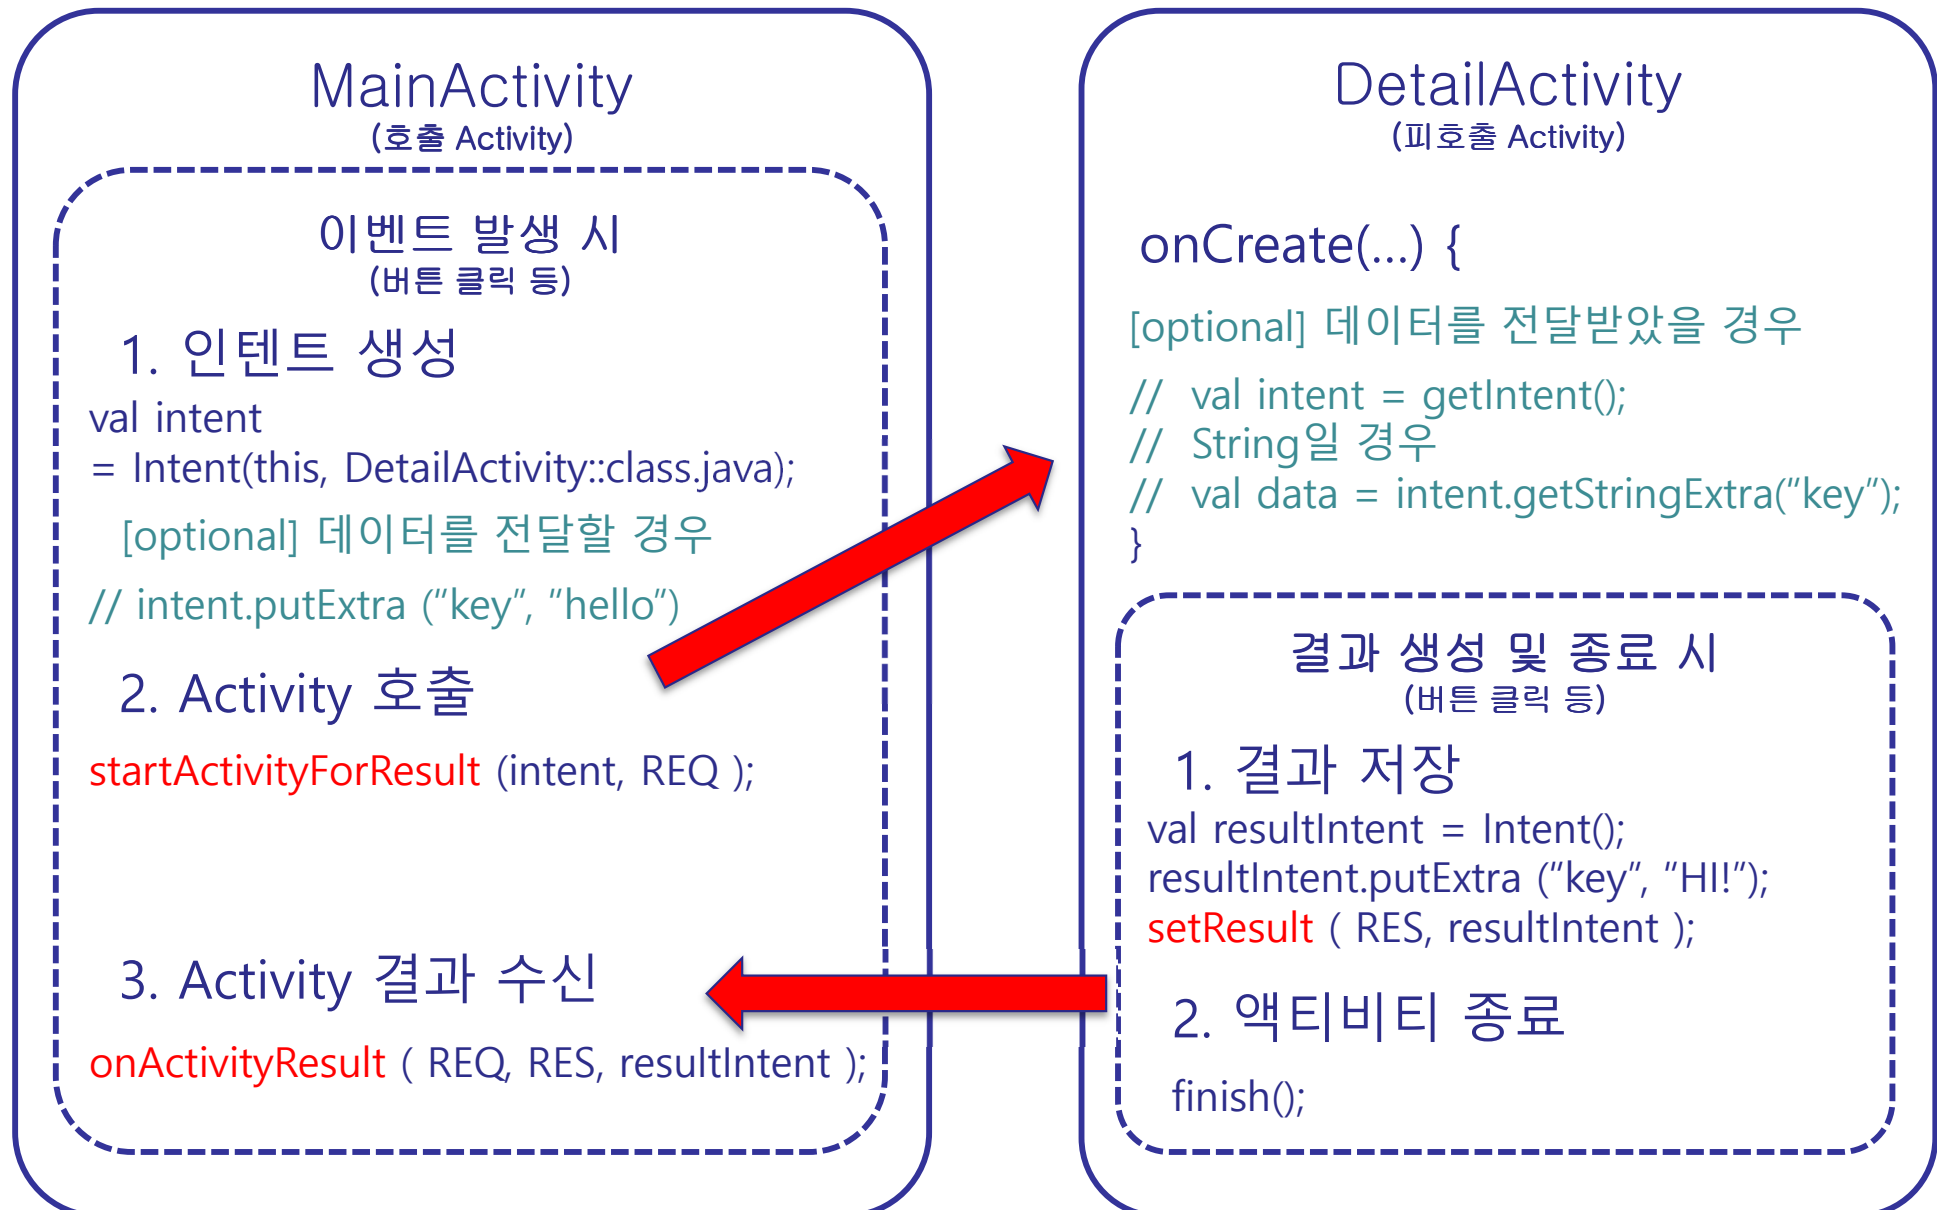 MainActivity
(호출 Activity)
이벤트 발생 시
(버튼 클릭 등)
1. 인텐트 생성
val intent
= Intent(this, DetailActivity::class.java);
[optional] 데이터를 전달할 경우
// intent.putExtra (“key”, “hello”)
2. Activity 호출
startActivityForResult (intent, REQ );
3. Activity 결과 수신
onActivityResult ( REQ, RES, resultIntent );
DetailActivity
(피호출 Activity)
onCreate(...) {
[optional] 데이터를 전달받았을 경우
// val intent = getIntent();
// String일 경우
// val data = intent.getStringExtra(“key”);
}
결과 생성 및 종료 시
(버튼 클릭 등)
1. 결과 저장
val resultIntent = Intent();
resultIntent.putExtra (“key”, “HI!”);
setResult ( RES, resultIntent );
2. 액티비티 종료
finish();